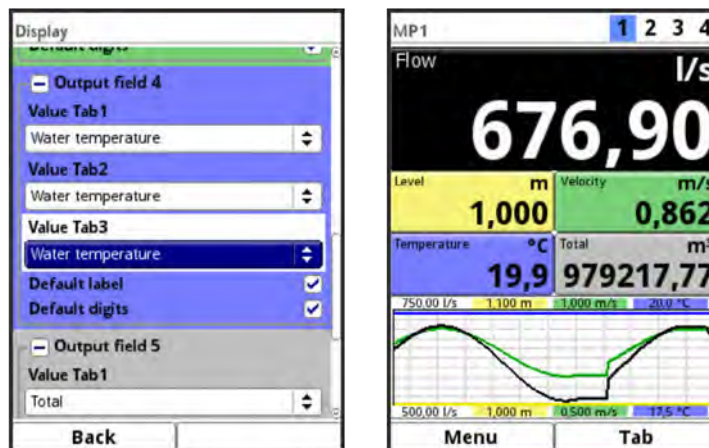 Display
Default digits
Output field 4
Value Tab1
Water temperature
Value Tab2
Water temperature
Value Tab3
Water temperature
Default label
Default digits
Output field 5
Value Tab1
Total
Back
MP1 1 2 3 4
Flow l/s
676,90
Level m Velocity m/s
1,000 0,862
Temperature °C Total m³
19,9 979217,77
750,00 l/s 1,100 m 1,000 m/s 20,0 °C
500,00 l/s 1,000 m 0,500 m/s 17,5 °C
Menu Tab